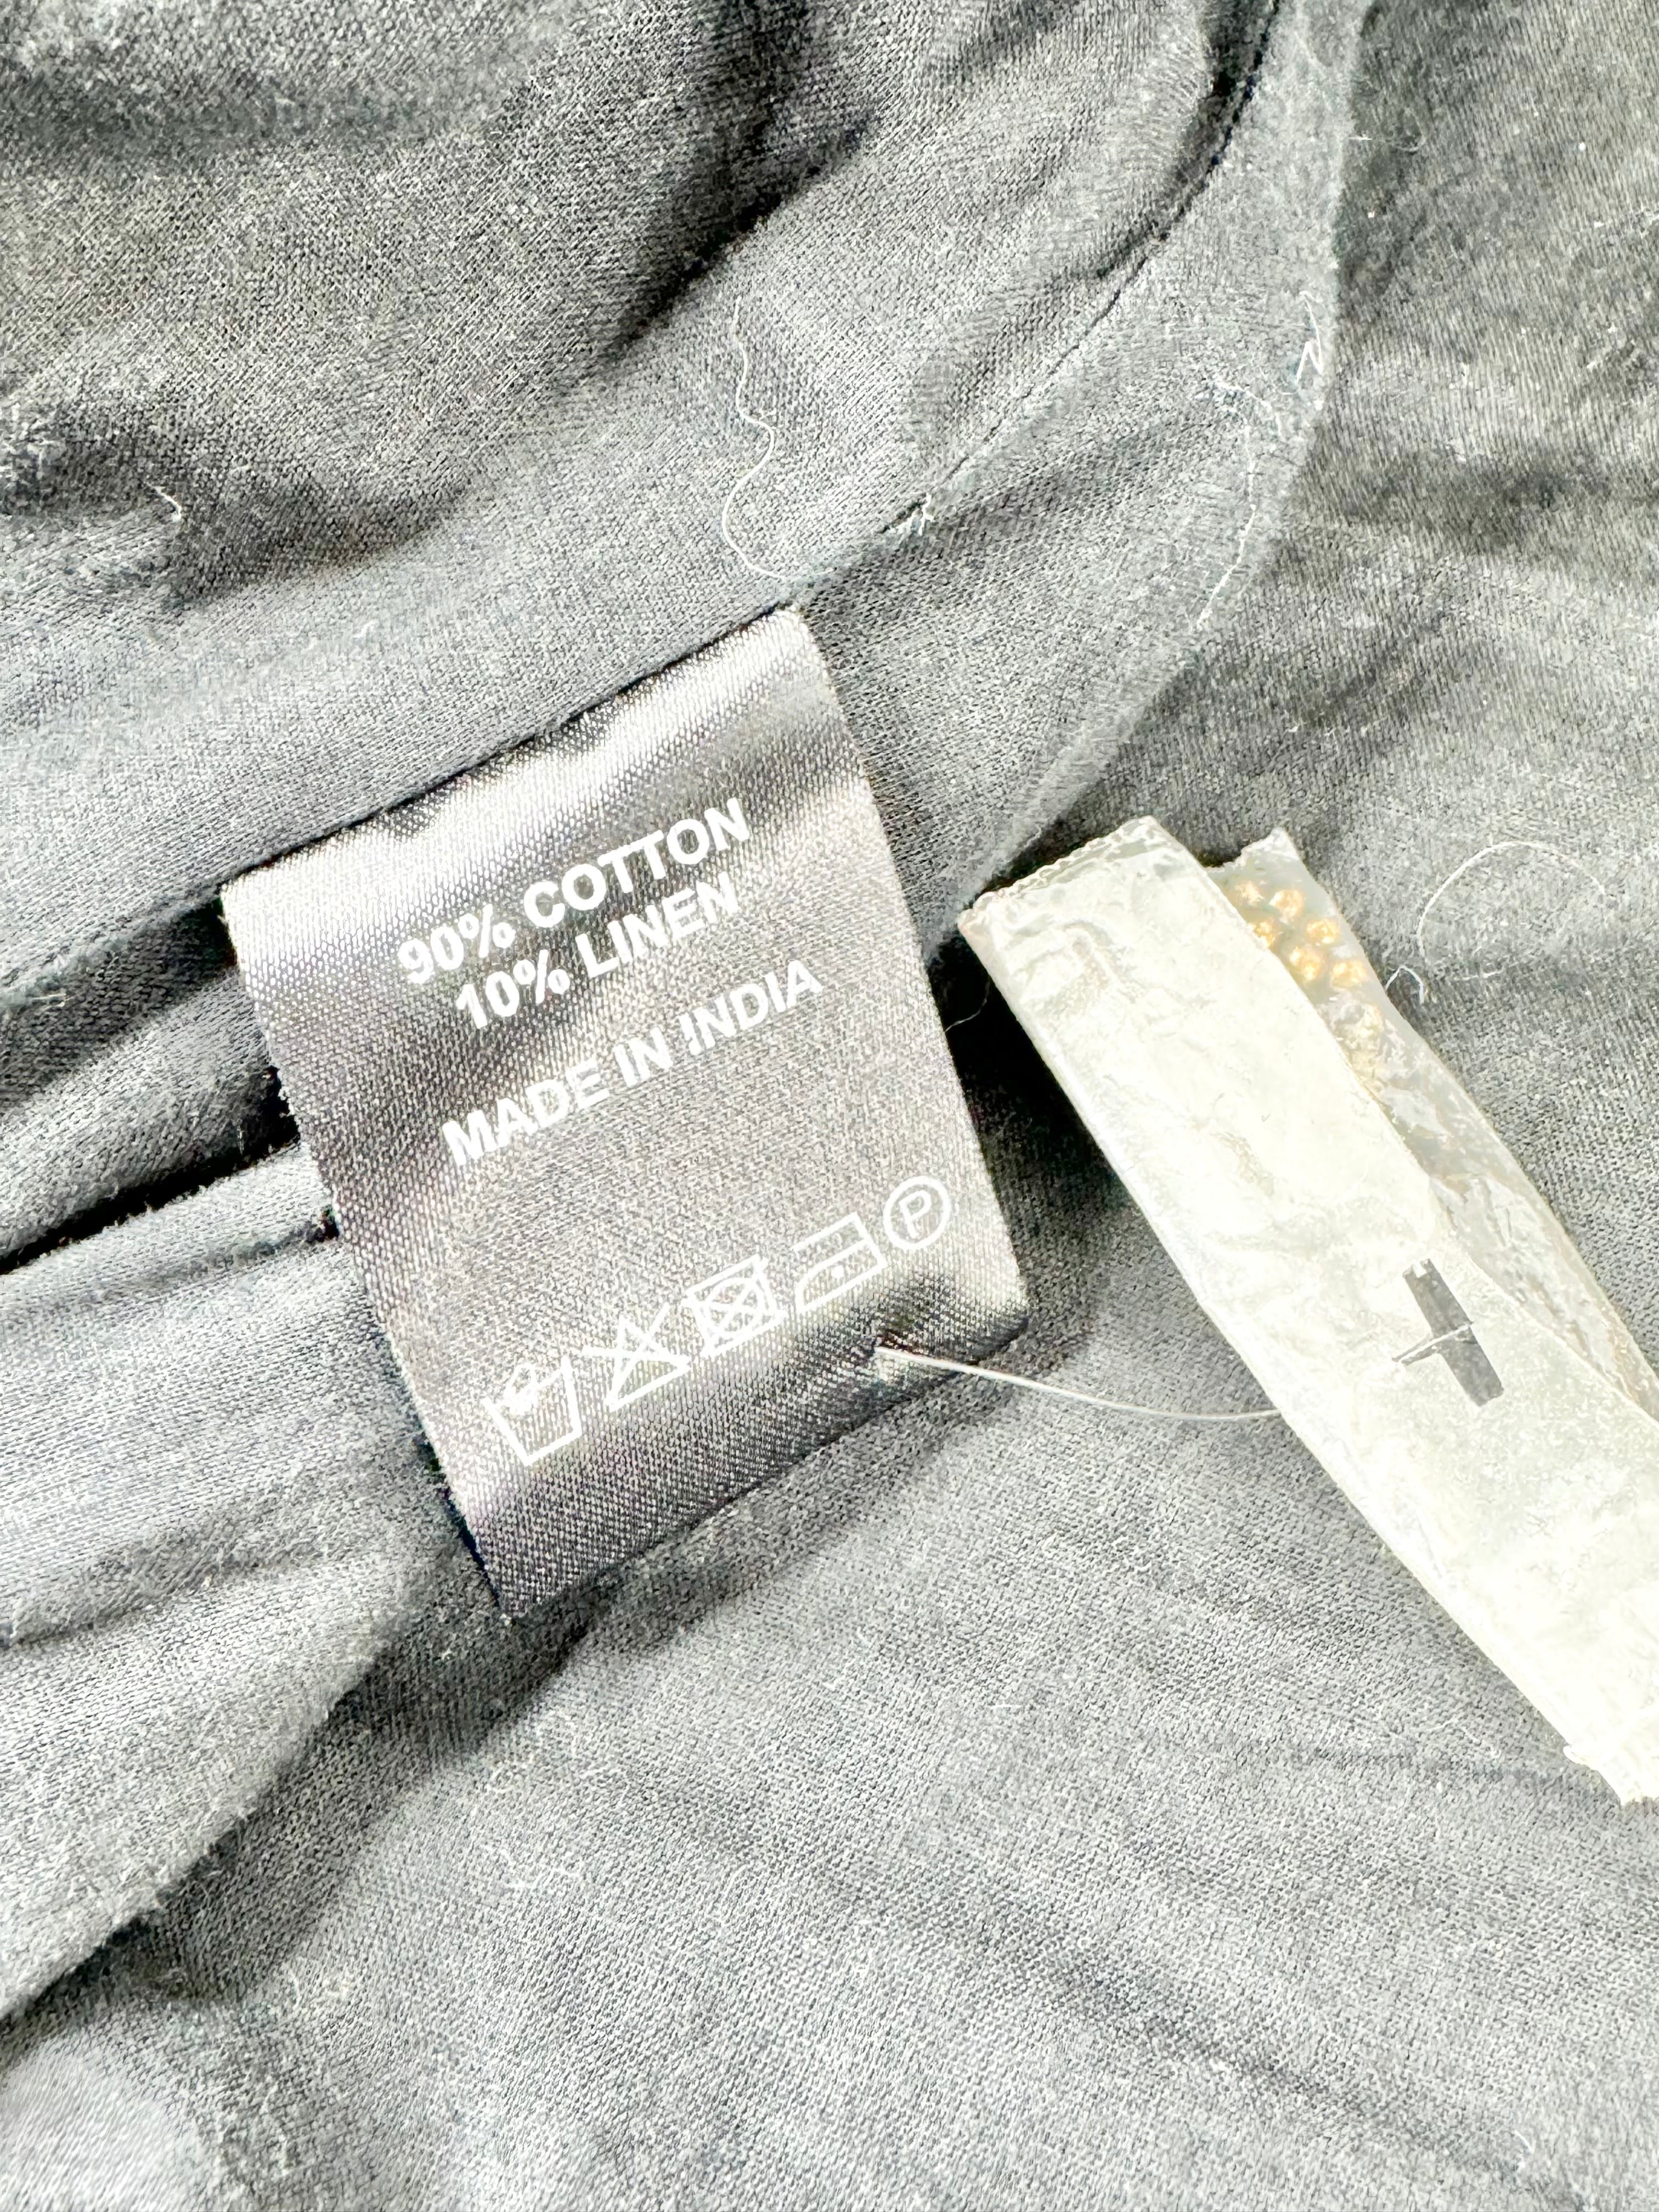 90% COTTON
10% LINEN
MADE IN INDIA
P